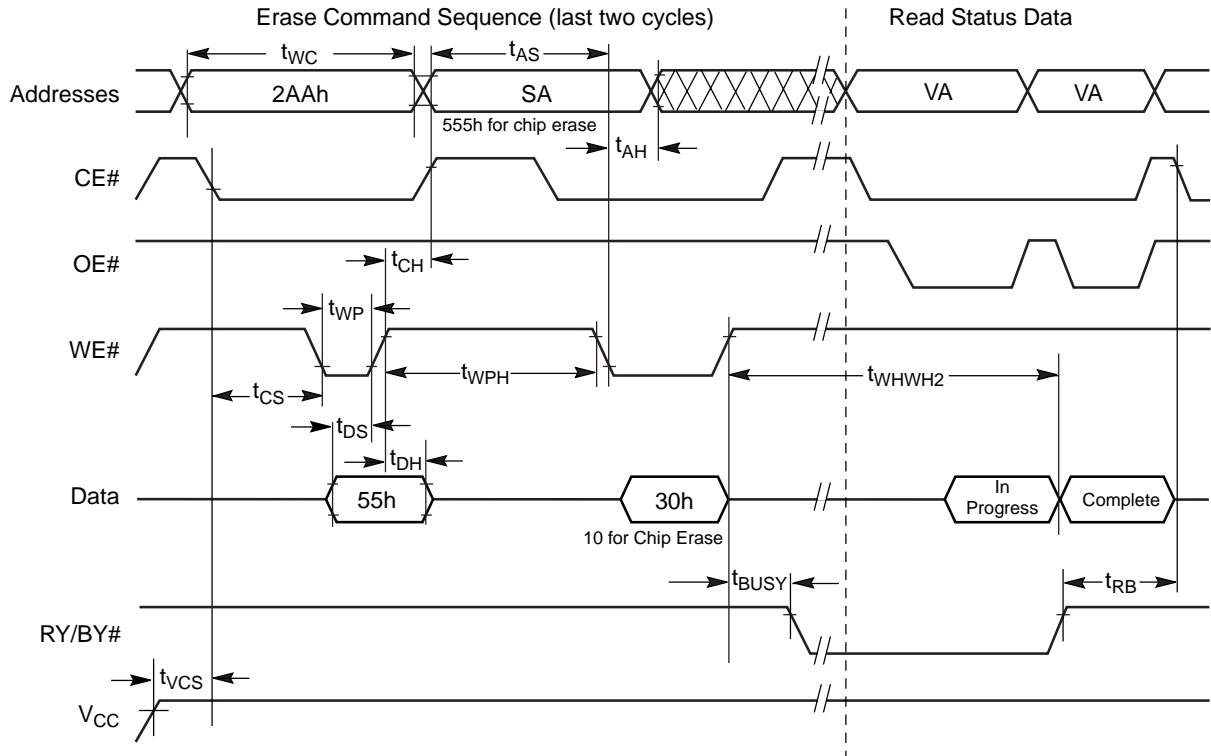 Erase Command Sequence (last two cycles)
Read Status Data
tWC
tAS
Addresses
2AAh
SA
VA
VA
555h for chip erase
tAH
CE#
OE#
tCH
tWP
WE#
tWPH
tWHWH2
tCS
tDS
tDH
Data
55h
30h
In
Progress
Complete
10 for Chip Erase
tBUSY
tRB
RY/BY#
tVCS
VCC